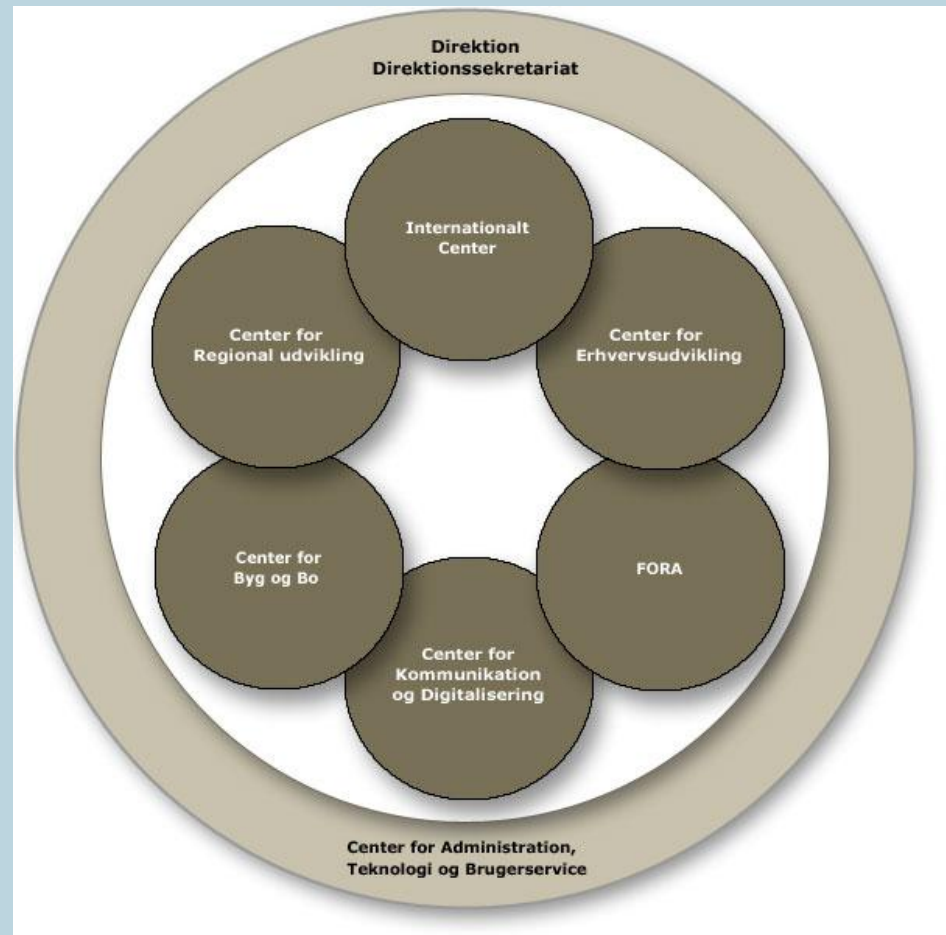 Direktion
Direktionssekretariat
Internationalt
Center
Center for
Regional udvikling
Center for
Erhvervsudvikling
Center for
Byg og Bo
FORA
Center for
Kommunikation
og Digitalisering
Center for Administration,
Teknologi og Brugerservice